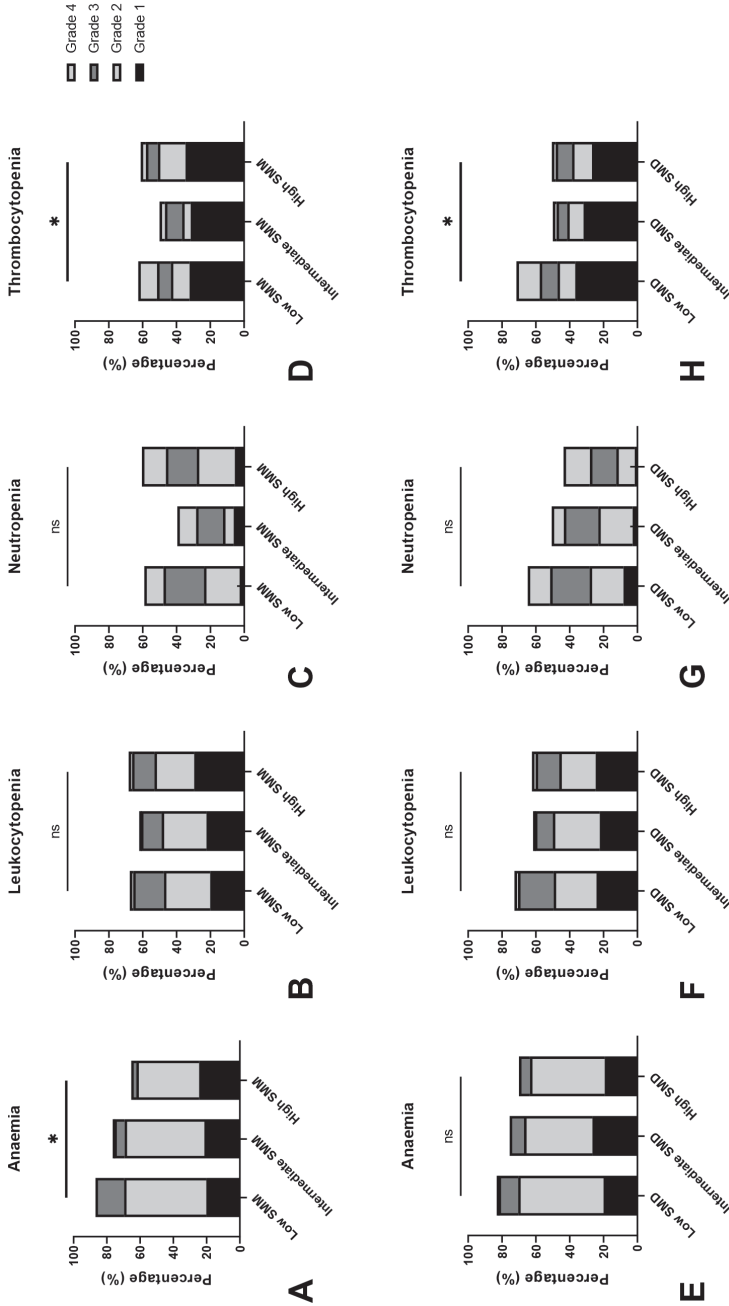 A
Anaemia
*
Percentage (%)
100
80
60
40
20
0
Low SMM
Intermediate SMM
High SMM
B
Leukocytopenia
ns
Percentage (%)
100
80
60
40
20
0
Low SMM
Intermediate SMM
High SMM
C
Neutropenia
ns
Percentage (%)
100
80
60
40
20
0
Low SMM
Intermediate SMM
High SMM
D
Thrombocytopenia
*
Percentage (%)
100
80
60
40
20
0
Low SMM
Intermediate SMM
High SMM
Grade 4
Grade 3
Grade 2
Grade 1
E
Anaemia
ns
Percentage (%)
100
80
60
40
20
0
Low SMD
Intermediate SMD
High SMD
F
Leukocytopenia
ns
Percentage (%)
100
80
60
40
20
0
Low SMD
Intermediate SMD
High SMD
G
Neutropenia
ns
Percentage (%)
100
80
60
40
20
0
Low SMD
Intermediate SMD
High SMD
H
Thrombocytopenia
*
Percentage (%)
100
80
60
40
20
0
Low SMD
Intermediate SMD
High SMD